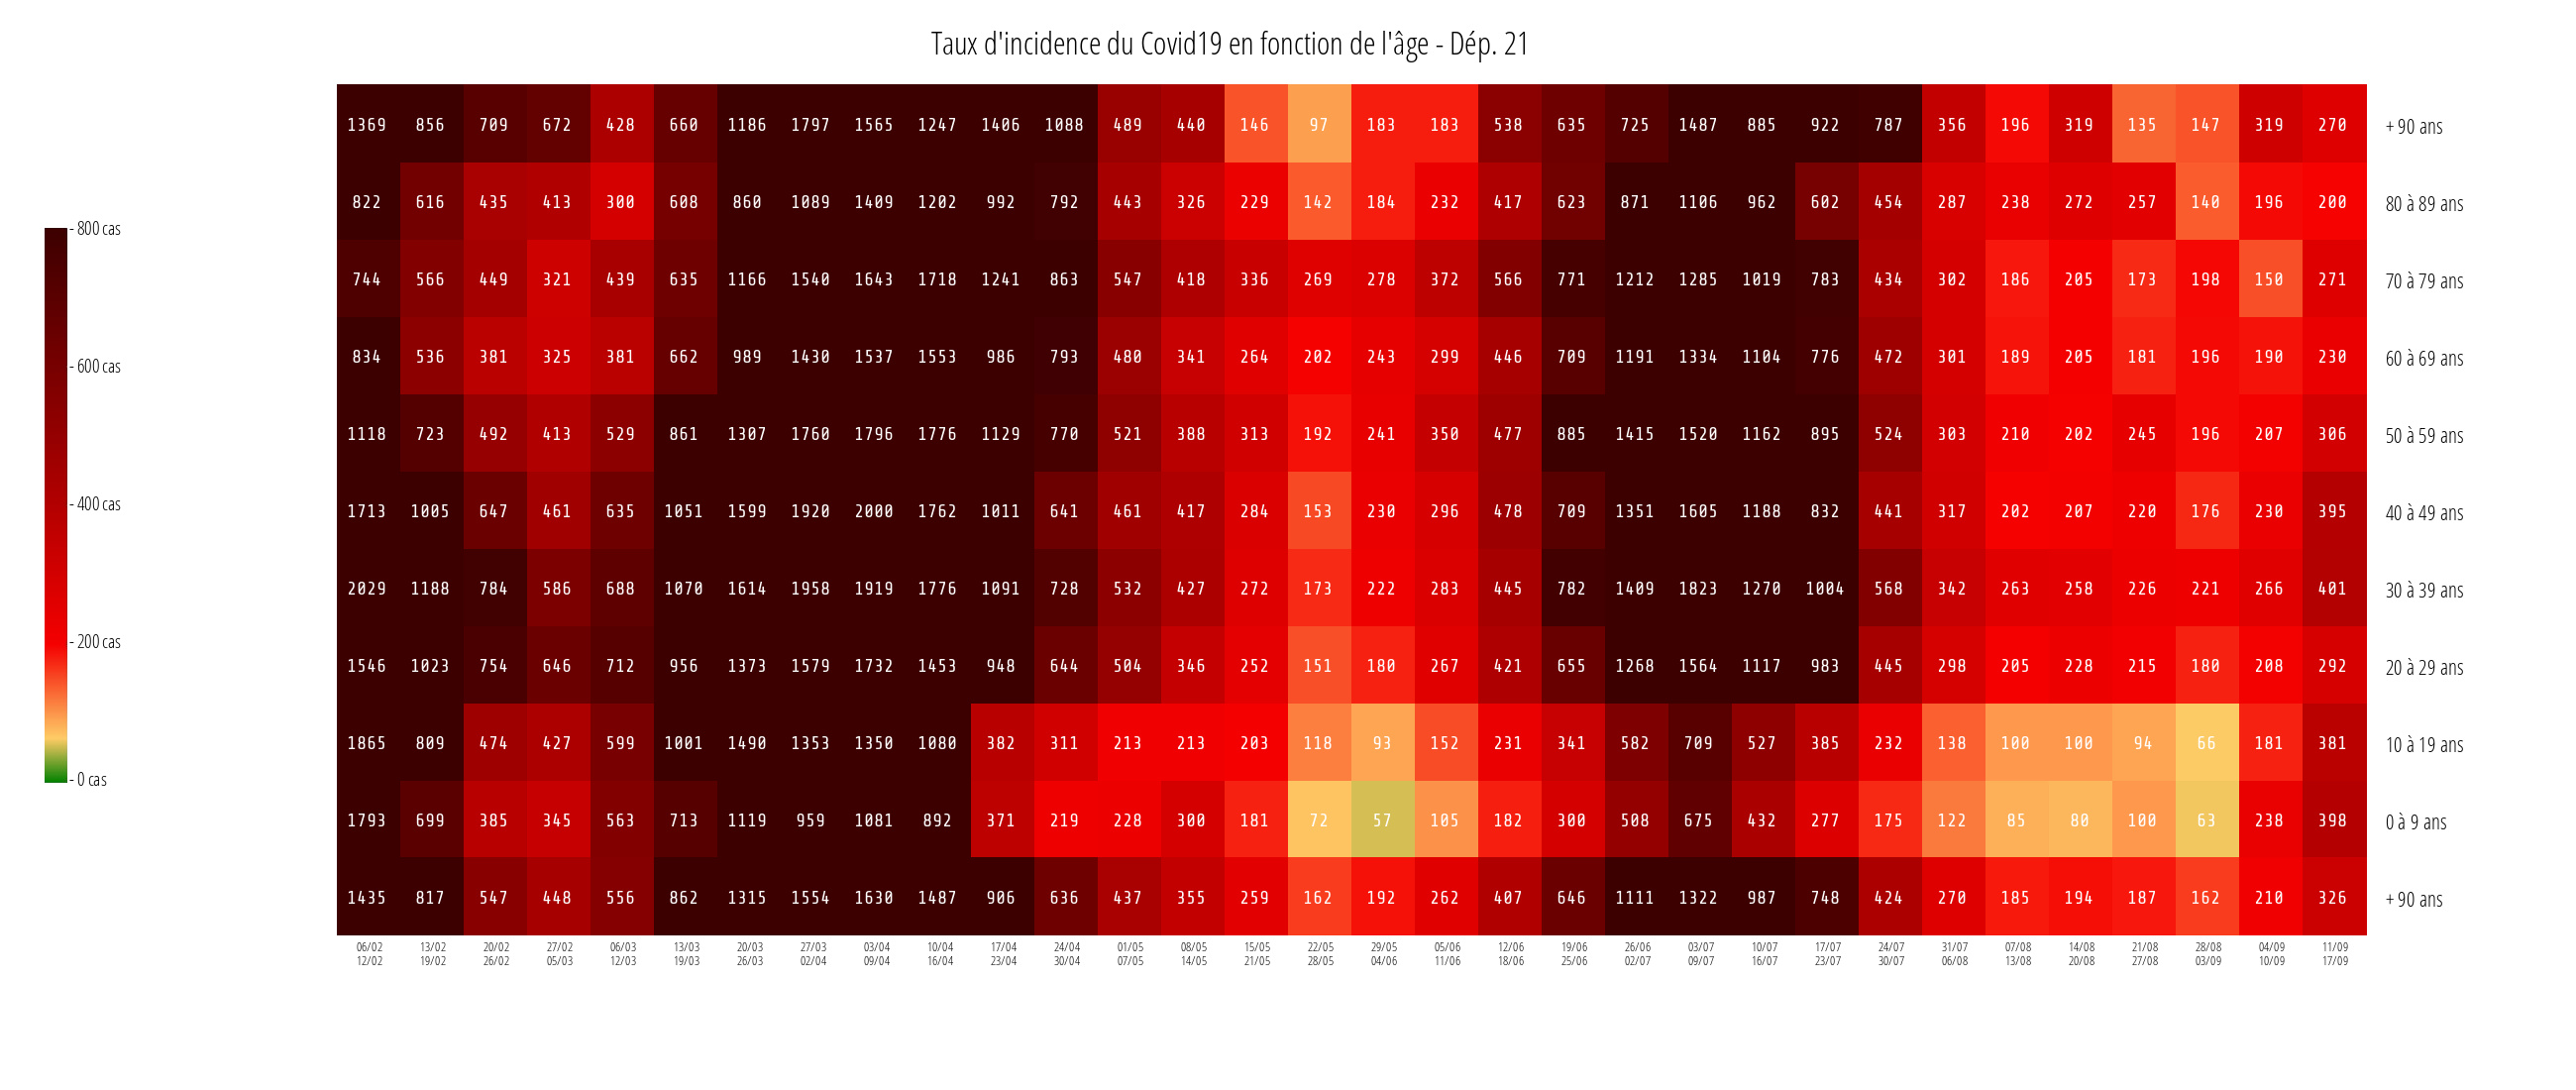 Taux d'incidence du Covid19 en fonction de l'âge - Dép. 21
- 800 cas
- 600 cas
- 400 cas
- 200 cas
- 0 cas
1369 856 709 672 428 660 1186 1797 1565 1247 1406 1088 489 440 146 97 183 183 538 635 725 1487 885 922 787 356 196 319 135 147 319 270 + 90 ans
822 616 435 413 300 608 860 1089 1409 1202 992 792 443 326 229 142 184 232 417 623 871 1106 962 602 454 287 238 272 257 140 196 200 80 à 89 ans
744 566 449 321 439 635 1166 1540 1643 1718 1241 863 547 418 336 269 278 372 566 771 1212 1285 1019 783 434 302 186 205 173 198 150 271 70 à 79 ans
834 536 381 325 381 662 989 1430 1537 1553 986 793 480 341 264 202 243 299 446 709 1191 1334 1104 776 472 301 189 205 181 196 190 230 60 à 69 ans
1118 723 492 413 529 861 1307 1760 1796 1776 1129 770 521 388 313 192 241 350 477 885 1415 1520 1162 895 524 303 210 202 245 196 207 306 50 à 59 ans
1713 1005 647 461 635 1051 1599 1920 2000 1762 1011 641 461 417 284 153 230 296 478 709 1351 1605 1188 832 441 317 202 207 220 176 230 395 40 à 49 ans
2029 1188 784 586 688 1070 1614 1958 1919 1776 1091 728 532 427 272 173 222 283 445 782 1409 1823 1270 1004 568 342 263 258 226 221 266 401 30 à 39 ans
1546 1023 754 646 712 956 1373 1579 1732 1453 948 644 504 346 252 151 180 267 421 655 1268 1564 1117 983 445 298 205 228 215 180 208 292 20 à 29 ans
1865 809 474 427 599 1001 1490 1353 1350 1080 382 311 213 213 203 118 93 152 231 341 582 709 527 385 232 138 100 100 94 66 181 381 10 à 19 ans
1793 699 385 345 563 713 1119 959 1081 892 371 219 228 300 181 72 57 105 182 300 508 675 432 277 175 122 85 80 100 63 238 398 0 à 9 ans
1435 817 547 448 556 862 1315 1554 1630 1487 906 636 437 355 259 162 192 262 407 646 1111 1322 987 748 424 270 185 194 187 162 210 326 + 90 ans
06/02 13/02 20/02 27/02 06/03 13/03 20/03 27/03 03/04 10/04 17/04 24/04 01/05 08/05 15/05 22/05 29/05 05/06 12/06 19/06 26/06 03/07 10/07 17/07 24/07 31/07 07/08 14/08 21/08 28/08 04/09 11/09
12/02 19/02 26/02 05/03 12/03 19/03 26/03 02/04 09/04 16/04 23/04 30/04 07/05 14/05 21/05 28/05 04/06 11/06 18/06 25/06 02/07 09/07 16/07 23/07 30/07 06/08 13/08 20/08 27/08 03/09 10/09 17/09